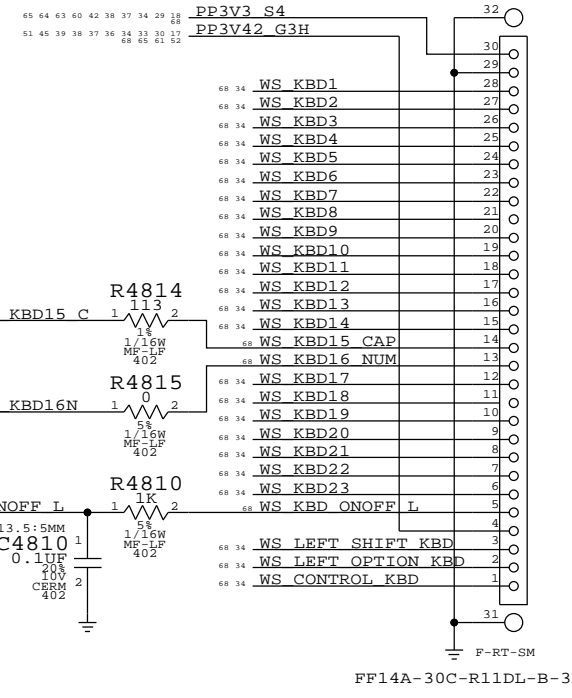 65 64 63 60 42 38 37 34 29 18
68
PP3V3_S4
32
51 45 39 38 37 36 34 33 30 17
68 65 61 52
PP3V42_G3H
30
29
68 34 WS_KBD1 28
68 34 WS_KBD2 27
68 34 WS_KBD3 26
68 34 WS_KBD4 25
68 34 WS_KBD5 24
68 34 WS_KBD6 23
68 34 WS_KBD7 22
68 34 WS_KBD8 21
68 34 WS_KBD9 20
68 34 WS_KBD10 19
68 34 WS_KBD11 18
68 34 WS_KBD12 17
68 34 WS_KBD13 16
68 34 WS_KBD14 15
68 WS_KBD15_CAP 14
68 WS_KBD16_NUM 13
68 34 WS_KBD17 12
68 34 WS_KBD18 11
68 34 WS_KBD19 10
68 34 WS_KBD20 9
68 34 WS_KBD21 8
68 34 WS_KBD22 7
68 34 WS_KBD23 6
68 WS_KBD_ONOFF_L 5
4
68 34 WS_LEFT_SHIFT_KBD 3
68 34 WS_LEFT_OPTION_KBD 2
68 34 WS_CONTROL_KBD 1
31
F-RT-SM
FF14A-30C-R11DL-B-3
R4814
113
KBD15_C 1 2
1%
1/16W
MF-LF
402
R4815
0
KBD16N 1 2
5%
1/16W
MF-LF
402
R4810
1K
NOFF_L 1 2
5%
1/16W
MF-LF
402
13.5:5MM
C4810 1
0.1UF
20%
10V 2
CERM
402